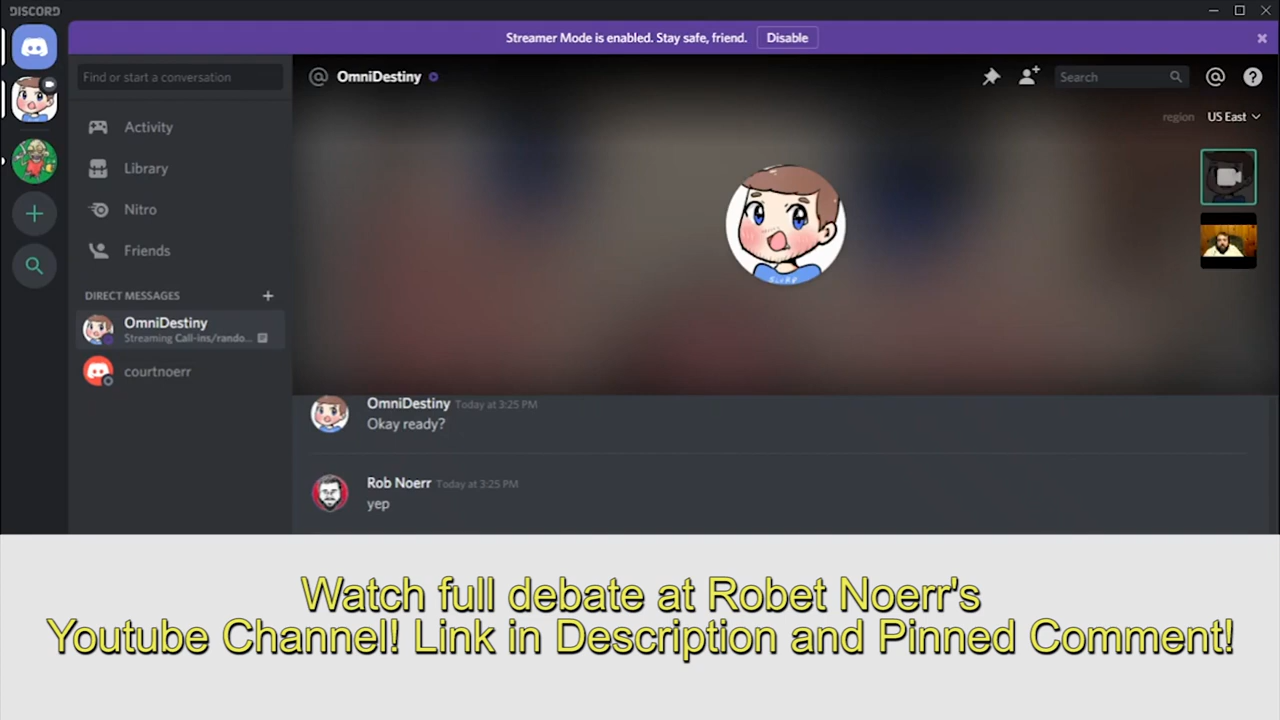 DISCORD
Streamer Mode is enabled. Stay safe, friend.
Disable
Find or start a conversation
OmniDestiny
Search
region
US East
Activity
Library
Nitro
Friends
DIRECT MESSAGES
OmniDestiny
Streaming Call-ins/rando...
courtnoerr
OmniDestiny Today at 3:25 PM
Okay ready?
Rob Noerr Today at 3:25 PM
yep
Watch full debate at Robet Noerr's
Youtube Channel! Link in Description and Pinned Comment!